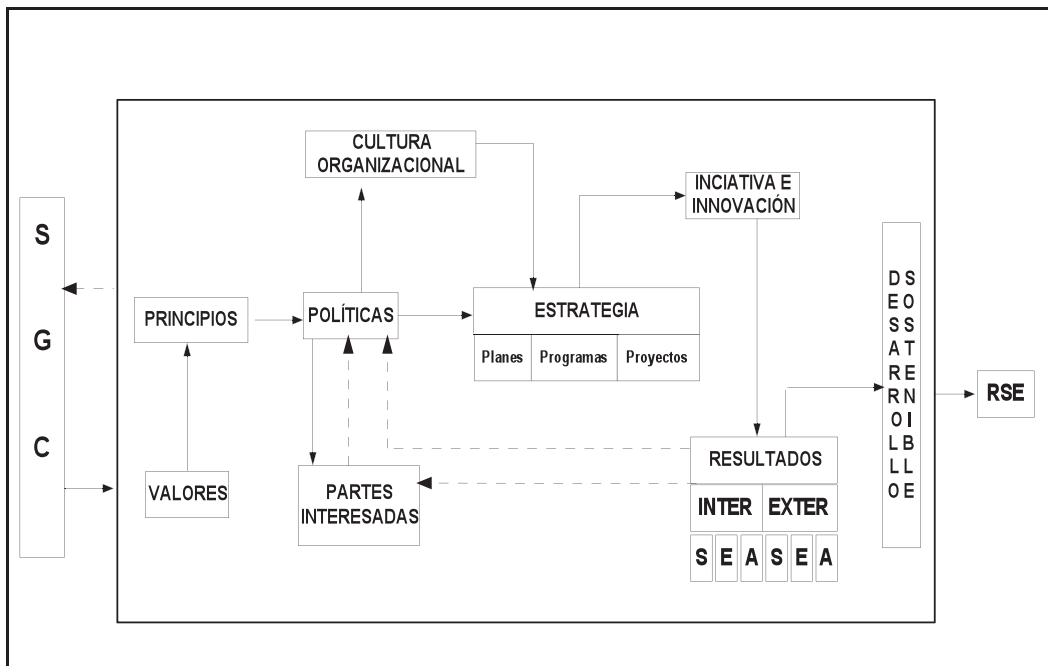 S
G
C
CULTURA
ORGANIZACIONAL
INCIATIVA E
INNOVACIÓN
PRINCIPIOS
POLÍTICAS
ESTRATEGIA
Planes Programas Proyectos
VALORES
PARTES
INTERESADAS
RESULTADOS
INTER EXTER
S E A S E A
DESARROLLO
SOSTENIBLE
RSE